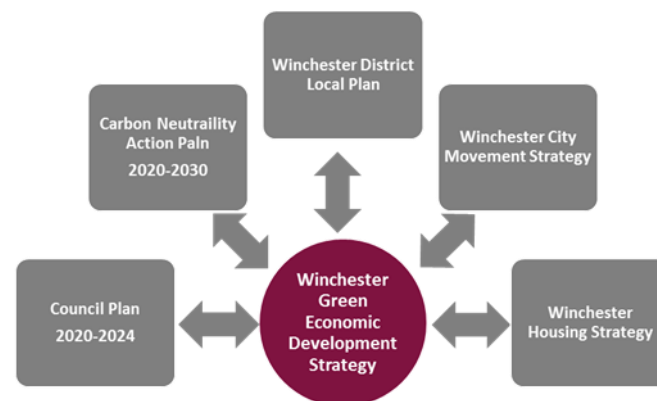 Winchester District
Local Plan
Carbon Neutraility
Action Paln
2020-2030
Winchester City
Movement Strategy
Council Plan
2020-2024
Winchester
Green
Economic
Development
Strategy
Winchester
Housing Strategy